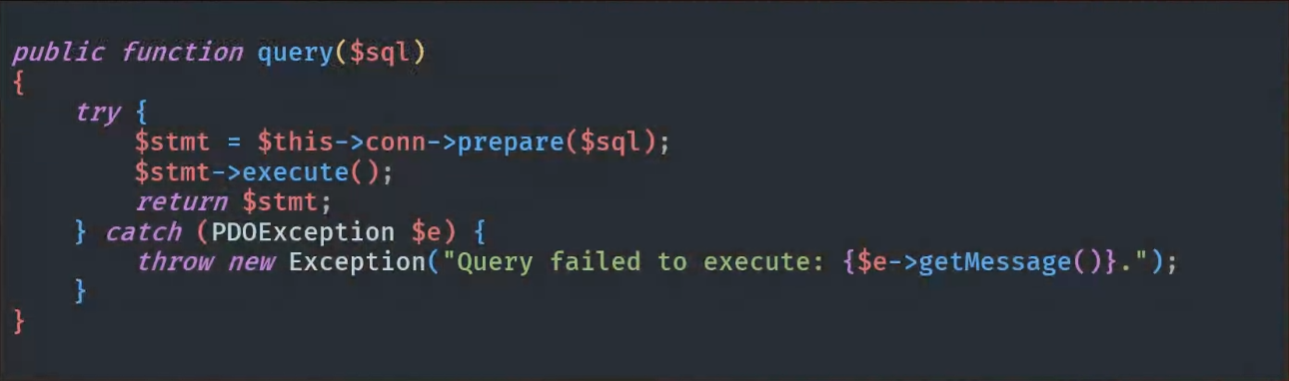 public function query($sql)
{
    try {
        $stmt = $this->conn->prepare($sql);
        $stmt->execute();
        return $stmt;
    } catch (PDOException $e) {
        throw new Exception("Query failed to execute: {$e->getMessage()}.");
    }
}